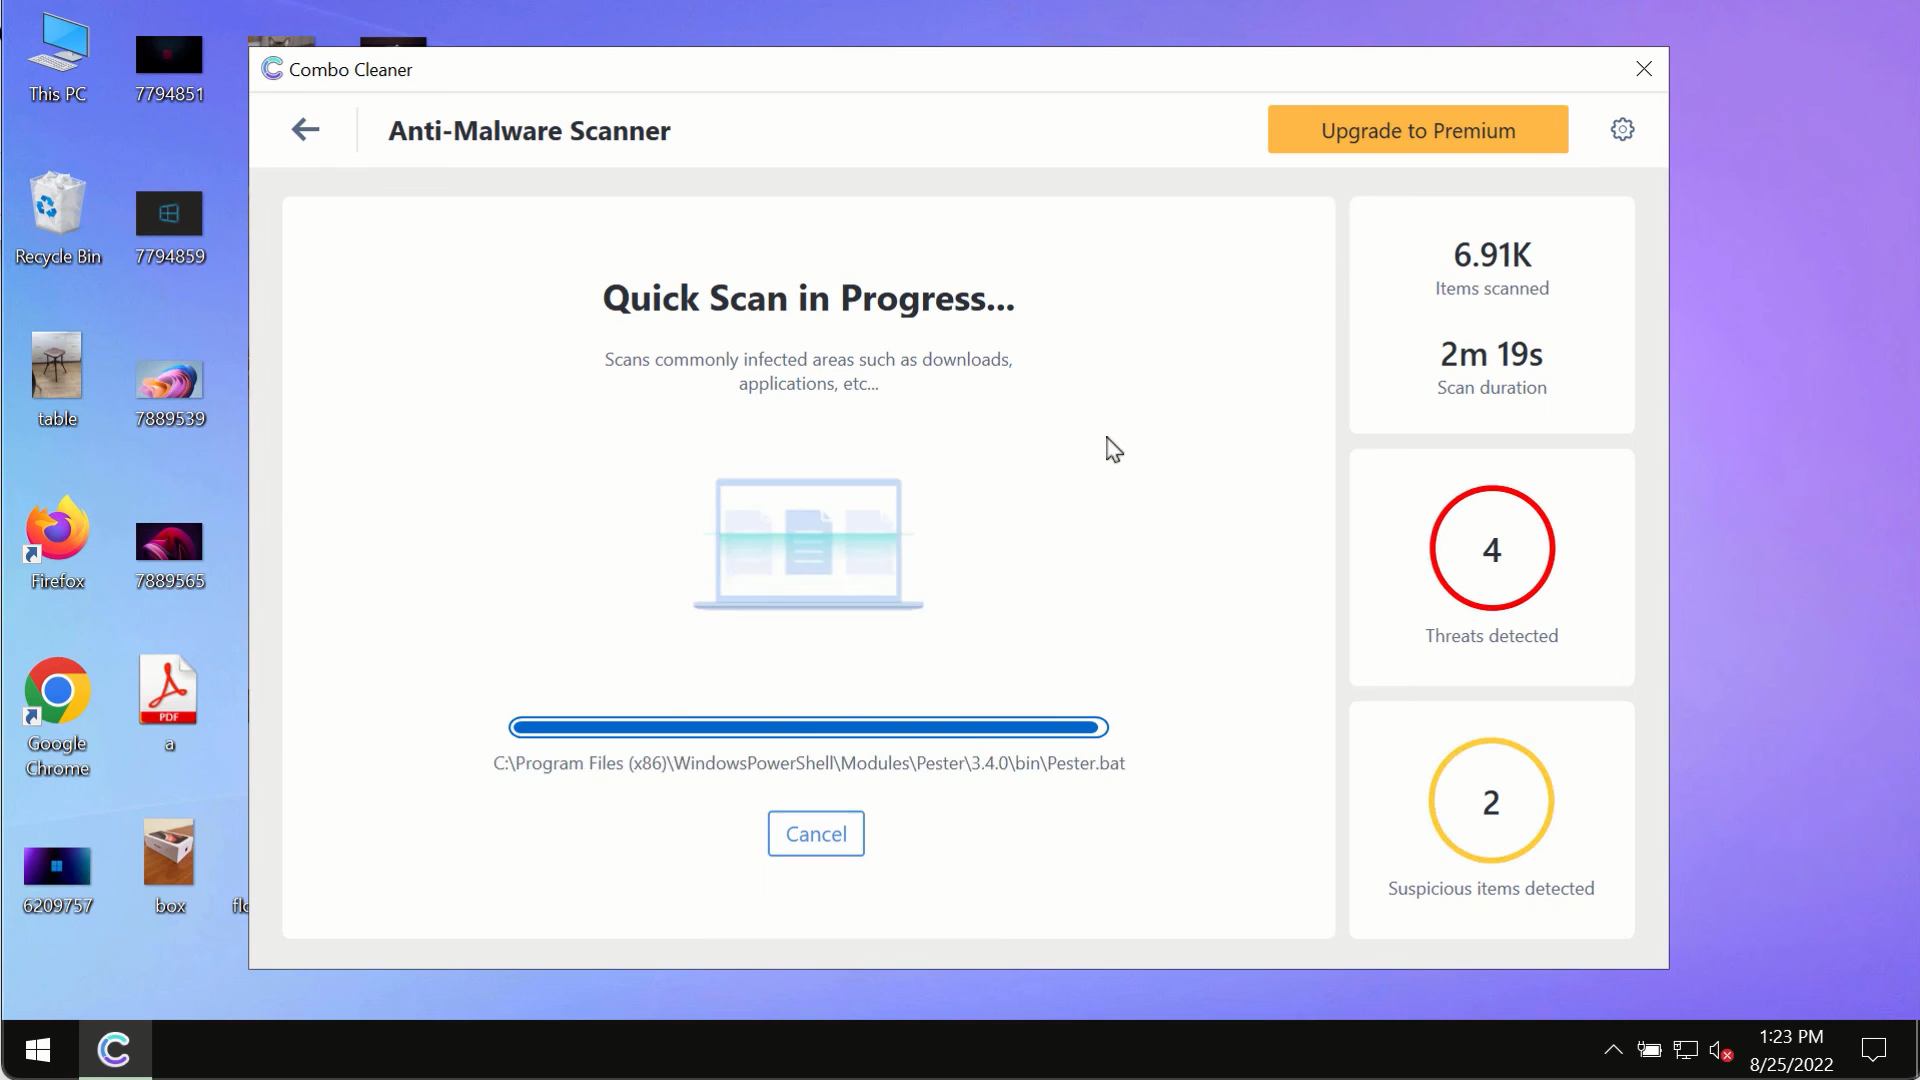 This PC
7794851
Recycle Bin
7794859
table
7889539
Firefox
7889565
Google
Chrome
PDF
a
6209757
box
Combo Cleaner
Anti-Malware Scanner
Upgrade to Premium
Quick Scan in Progress...
Scans commonly infected areas such as downloads,
applications, etc...
C:\Program Files (x86)\WindowsPowerShell\Modules\Pester\3.4.0\bin\Pester.bat
Cancel
6.91K
Items scanned
2m 19s
Scan duration
4
Threats detected
2
Suspicious items detected
1:23 PM
8/25/2022